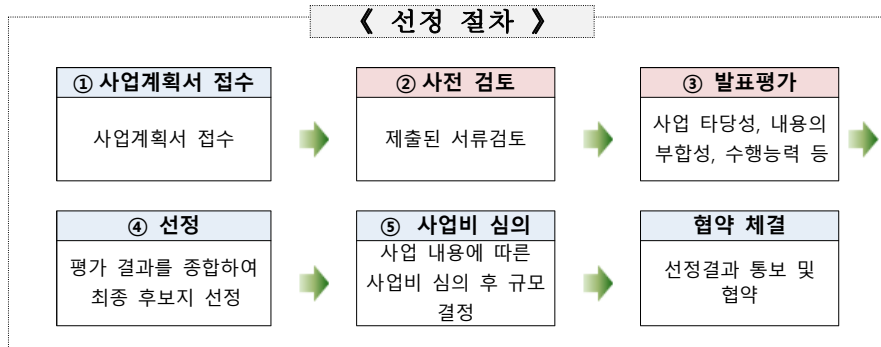 《 선정 절차 》
① 사업계획서 접수
사업계획서 접수
② 사전 검토
제출된 서류검토
③ 발표평가
사업 타당성, 내용의
부합성, 수행능력 등
④ 선정
평가 결과를 종합하여
최종 후보지 선정
⑤ 사업비 심의
사업 내용에 따른
사업비 심의 후 규모
결정
협약 체결
선정결과 통보 및
협약